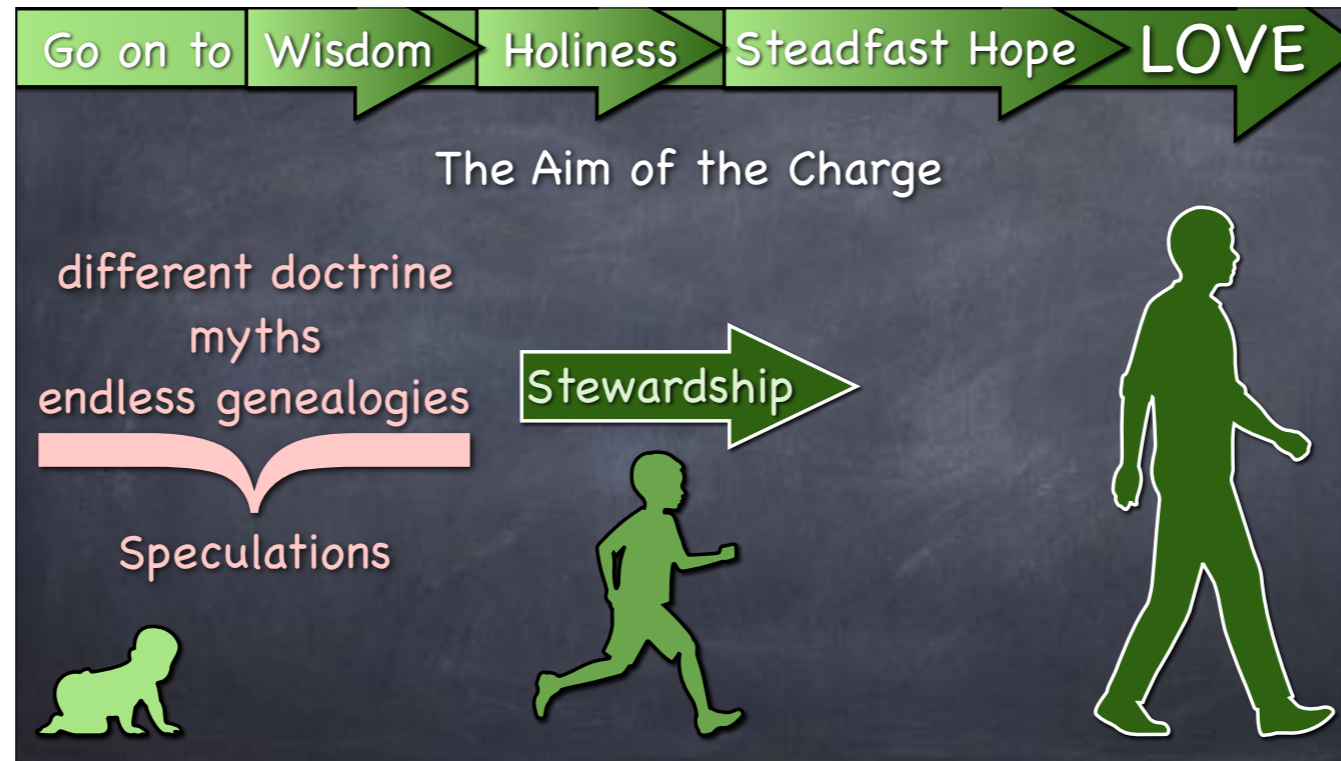 Go on to Wisdom Holiness Steadfast Hope LOVE
The Aim of the Charge
different doctrine
myths
endless genealogies
Stewardship
Speculations